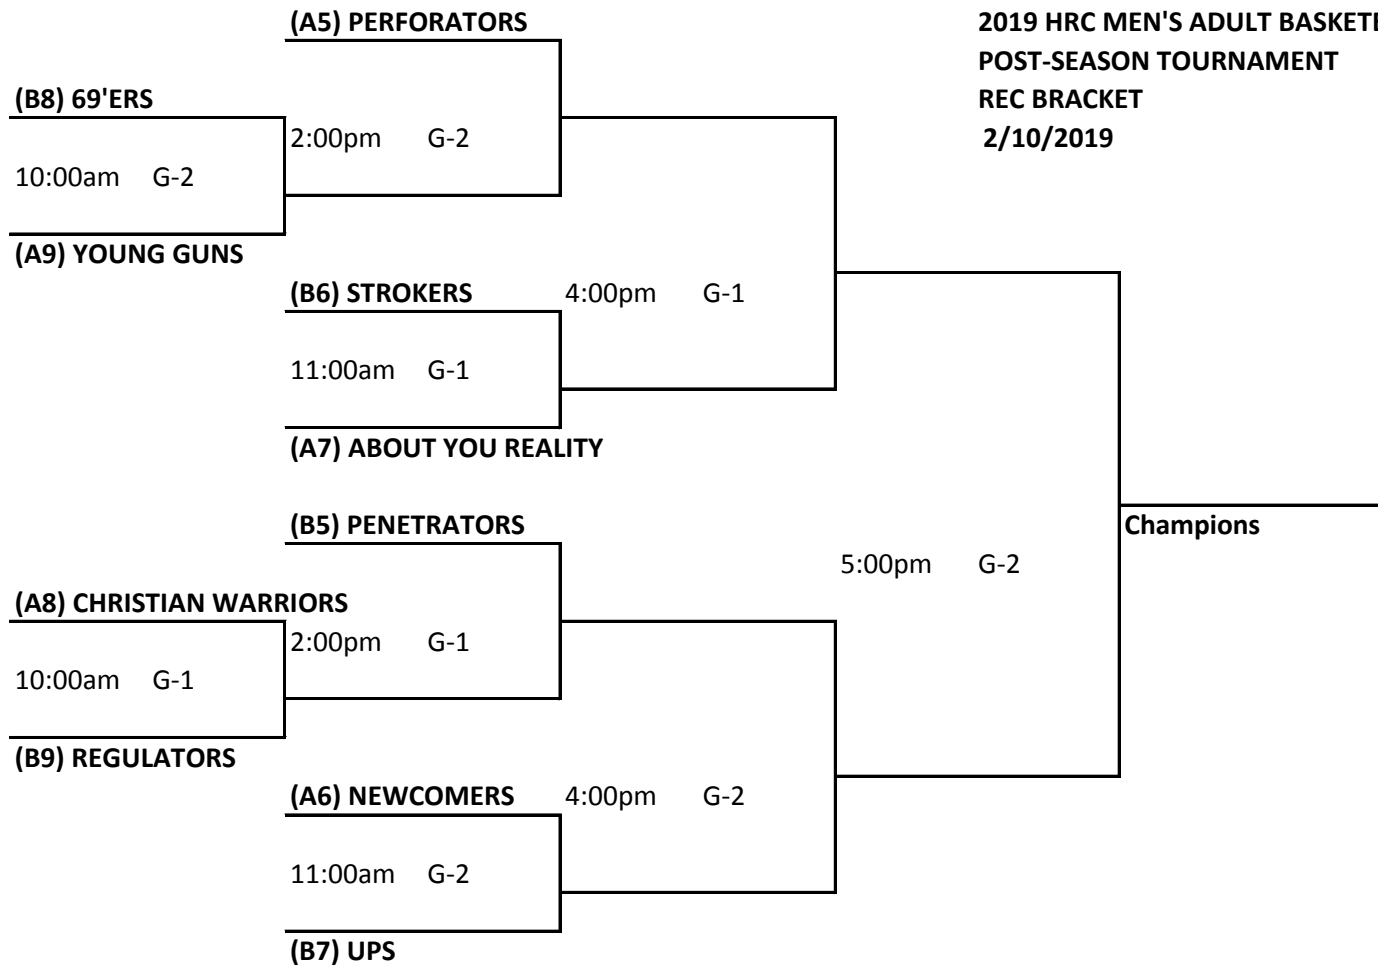 (A5) PERFORATORS
2019 HRC MEN'S ADULT BASKETB
POST-SEASON TOURNAMENT
(B8) 69'ERS
REC BRACKET
2:00pm G-2
2/10/2019
10:00am G-2
(A9) YOUNG GUNS
(B6) STROKERS
4:00pm G-1
11:00am G-1
(A7) ABOUT YOU REALITY
(B5) PENETRATORS
Champions
5:00pm G-2
(A8) CHRISTIAN WARRIORS
2:00pm G-1
10:00am G-1
(B9) REGULATORS
(A6) NEWCOMERS
4:00pm G-2
11:00am G-2
(B7) UPS